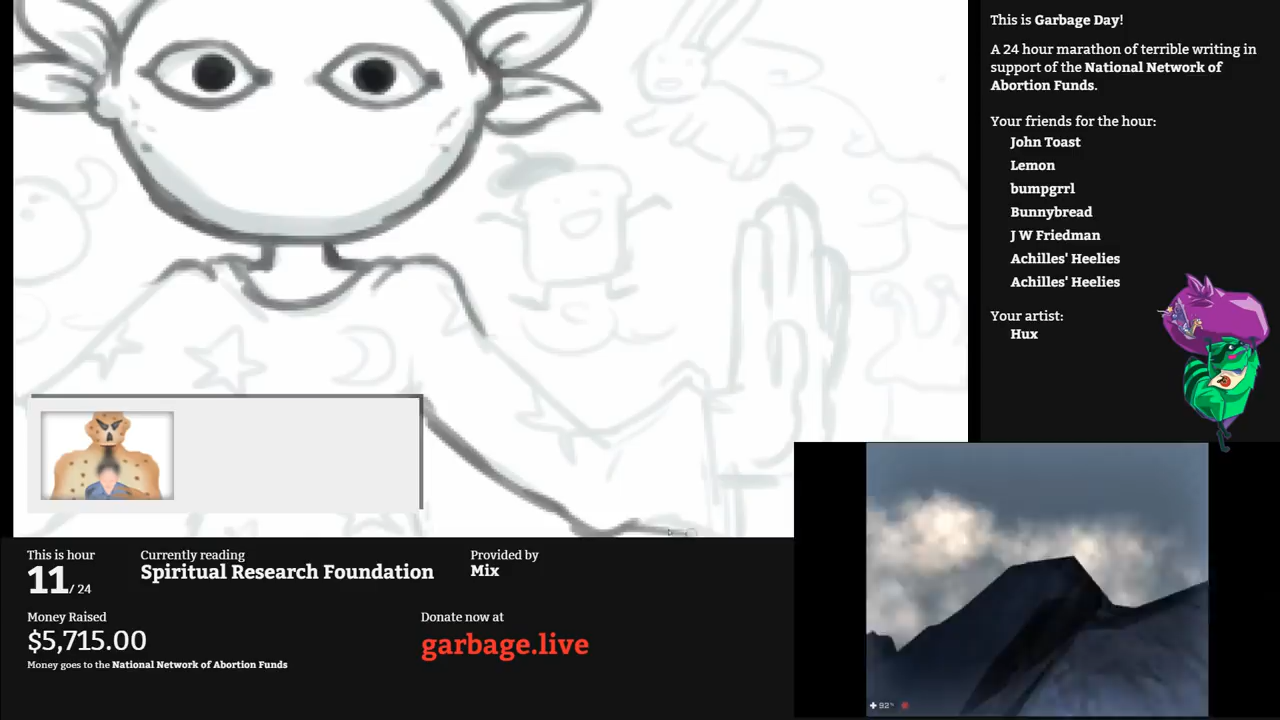 This is Garbage Day!
A 24 hour marathon of terrible writing in
support of the National Network of
Abortion Funds.
Your friends for the hour:
John Toast
Lemon
bumpgrrl
Bunnybread
J W Friedman
Achilles' Heelies
Achilles' Heelies
Your artist:
Hux
This is hour
11 / 24
Currently reading
Spiritual Research Foundation
Provided by
Mix
Money Raised
$5,715.00
Money goes to the National Network of Abortion Funds
Donate now at
garbage.live
92%